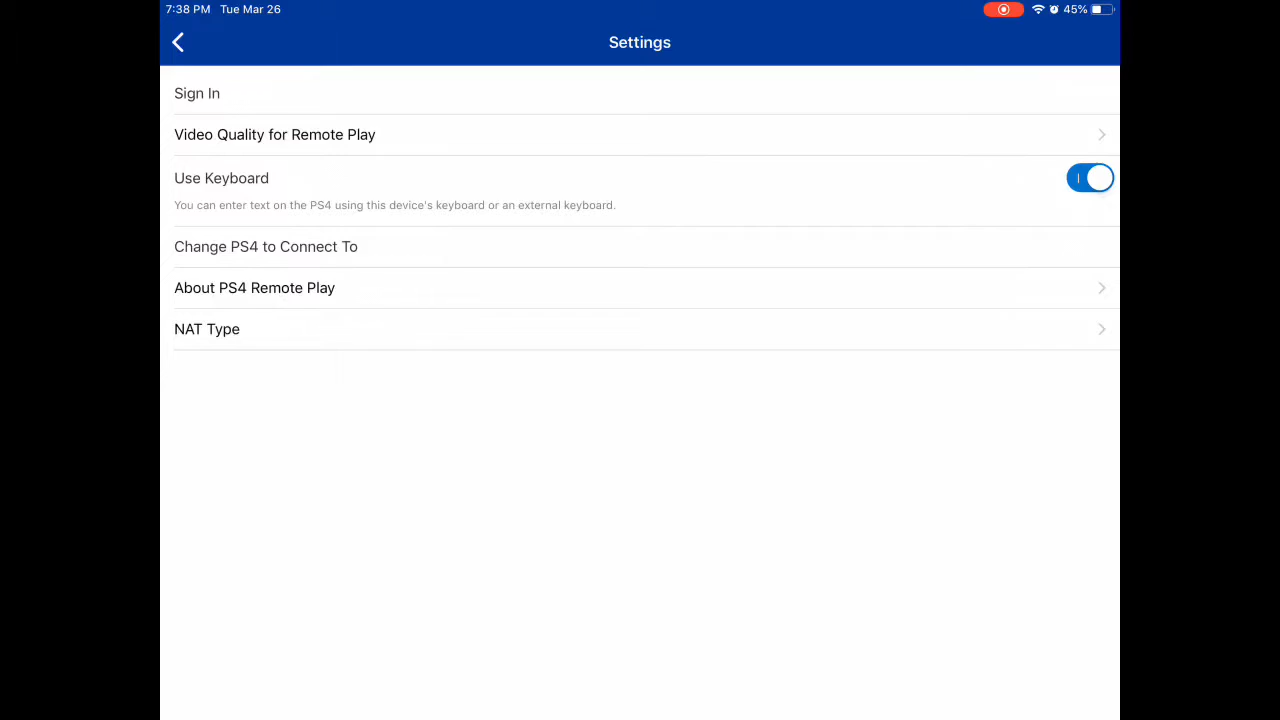 7:38 PM Tue Mar 26 45%
Settings
Sign In
Video Quality for Remote Play
Use Keyboard
You can enter text on the PS4 using this device's keyboard or an external keyboard.
Change PS4 to Connect To
About PS4 Remote Play
NAT Type